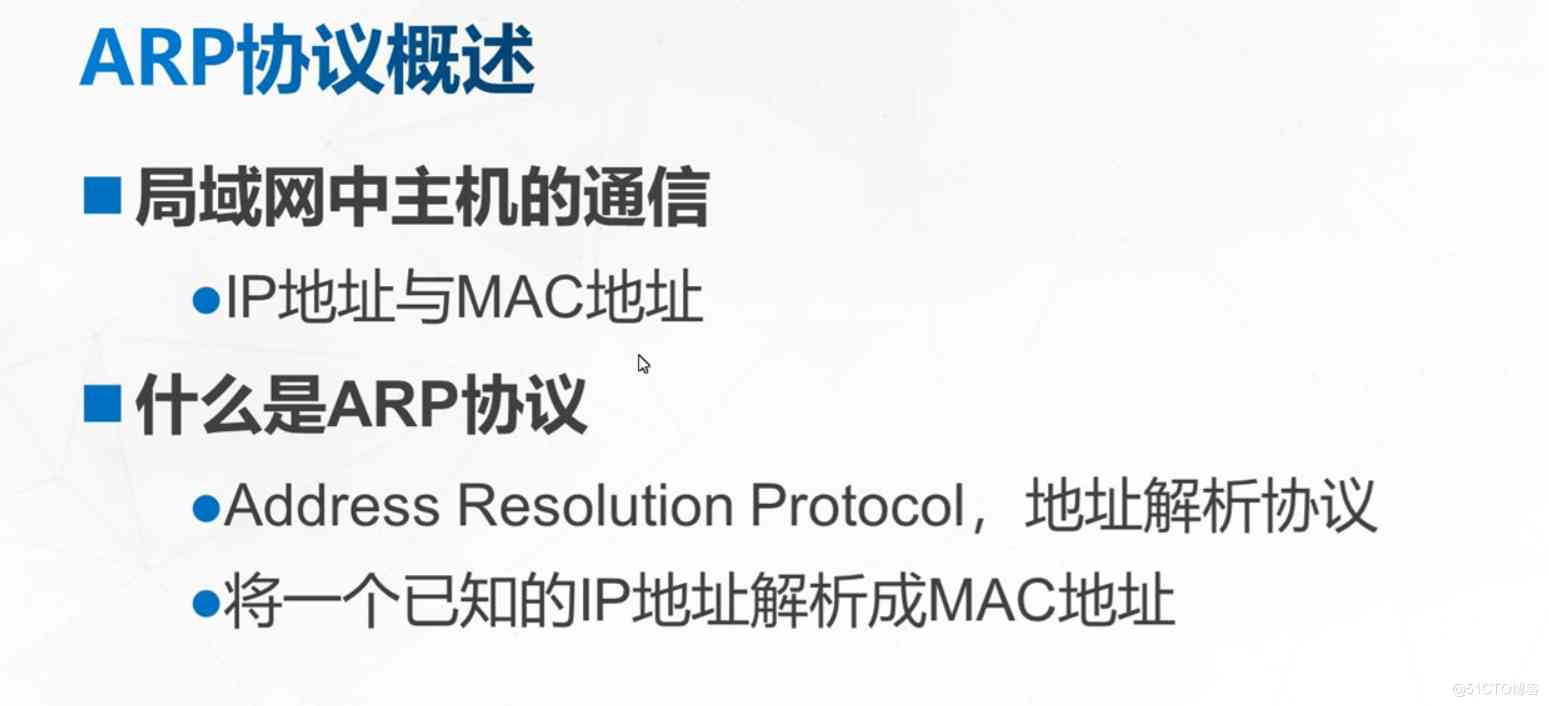 ARP协议概述
局域网中主机的通信
IP地址与MAC地址
什么是ARP协议
Address Resolution Protocol，地址解析协议
将一个已知的IP地址解析成MAC地址
@51CTO博客